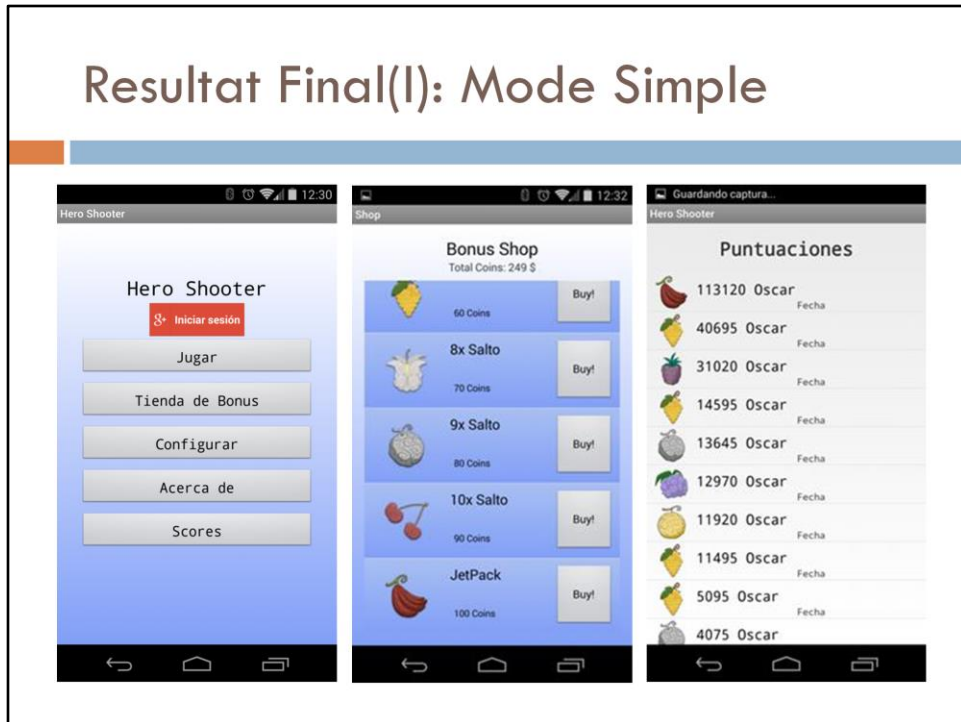 Resultat Final(I): Mode Simple
12:30
Hero Shooter
Hero Shooter
g+ Iniciar sesión
Jugar
Tienda de Bonus
Configurar
Acerca de
Scores
12:32
Shop
Bonus Shop
Total Coins: 249 $
60 Coins
Buy!
8x Salto
70 Coins
Buy!
9x Salto
80 Coins
Buy!
10x Salto
90 Coins
Buy!
JetPack
100 Coins
Buy!
Guardando captura...
Hero Shooter
Puntuaciones
113120 Oscar
Fecha
40695 Oscar
Fecha
31020 Oscar
Fecha
14595 Oscar
Fecha
13645 Oscar
Fecha
12970 Oscar
Fecha
11920 Oscar
Fecha
11495 Oscar
Fecha
5095 Oscar
Fecha
4075 Oscar